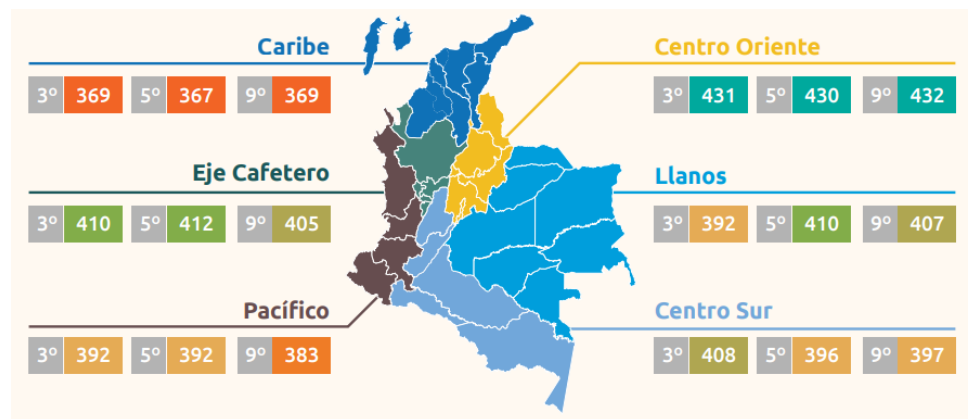 Caribe
3º 369 5º 367 9º 369
Centro Oriente
3º 431 5º 430 9º 432
Eje Cafetero
3º 410 5º 412 9º 405
Llanos
3º 392 5º 410 9º 407
Pacífico
3º 392 5º 392 9º 383
Centro Sur
3º 408 5º 396 9º 397